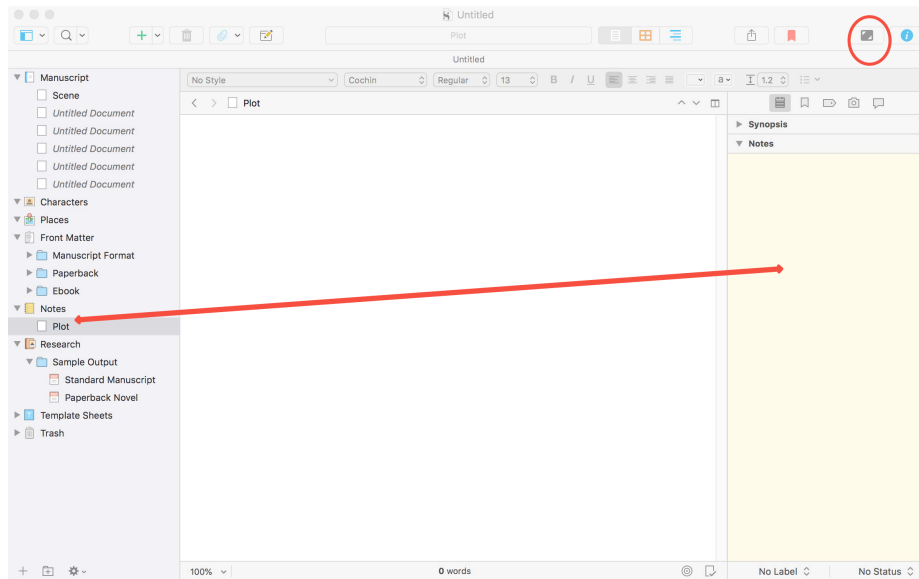 Untitled
Plot
Untitled
No Style Cochin Regular 13 B I U a 1.2
Manuscript
Scene
Untitled Document
Untitled Document
Untitled Document
Untitled Document
Untitled Document
Characters
Places
Front Matter
Manuscript Format
Paperback
Ebook
Notes
Plot
Research
Sample Output
Standard Manuscript
Paperback Novel
Template Sheets
Trash
Plot
Synopsis
Notes
100% 0 words No Label No Status